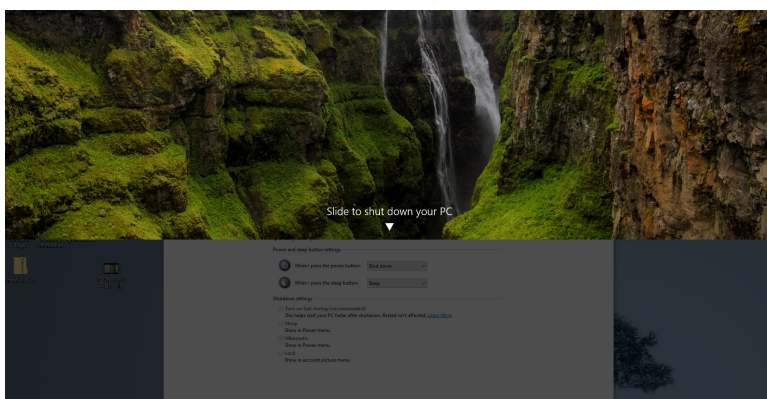 Slide to shut down your PC
Power and sleep button settings
When I press the power button: Shut down
When I press the sleep button: Sleep
Shutdown settings
Turn on fast startup (recommended)
This helps start your PC faster after shutdown. Restart isn't affected. Learn More
Sleep
Show in Power menu.
Hibernate
Show in Power menu.
Lock
Show in account picture menu.